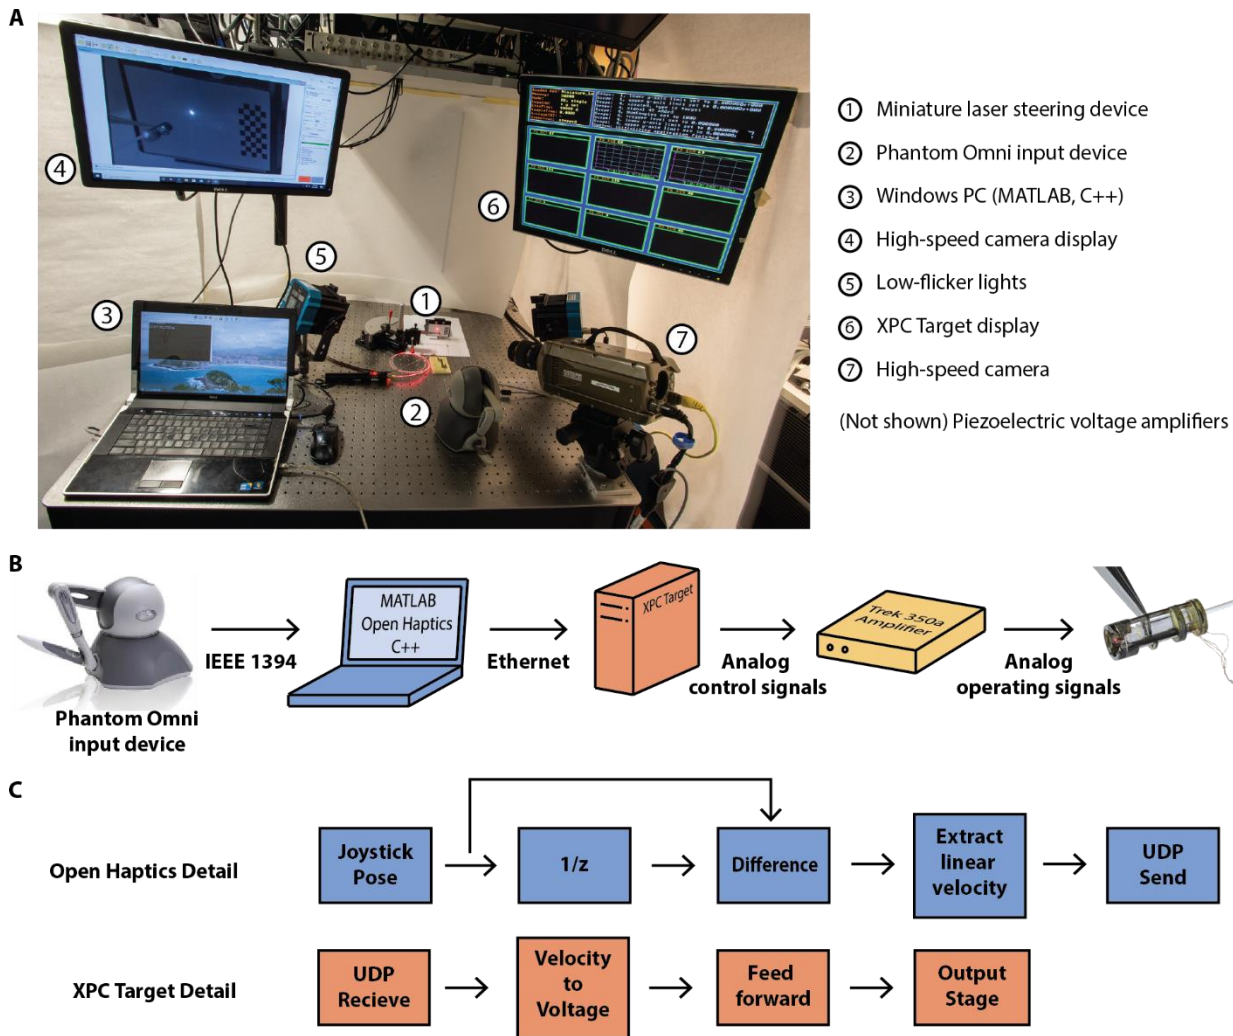 A
① Miniature laser steering device
② Phantom Omni input device
③ Windows PC (MATLAB, C++)
④ High-speed camera display
⑤ Low-flicker lights
⑥ XPC Target display
⑦ High-speed camera
(Not shown) Piezoelectric voltage amplifiers
④
⑥
⑤
③
①
⑦
②
DELL
B
Phantom Omni
input device
IEEE 1394
MATLAB
Open Haptics
C++
Ethernet
XPC Target
Analog
control signals
Trek 350a
Amplifier
Analog
operating signals
C
Open Haptics Detail
Joystick
Pose
1/z
Difference
Extract
linear
velocity
UDP
Send
XPC Target Detail
UDP
Recieve
Velocity
to
Voltage
Feed
forward
Output
Stage